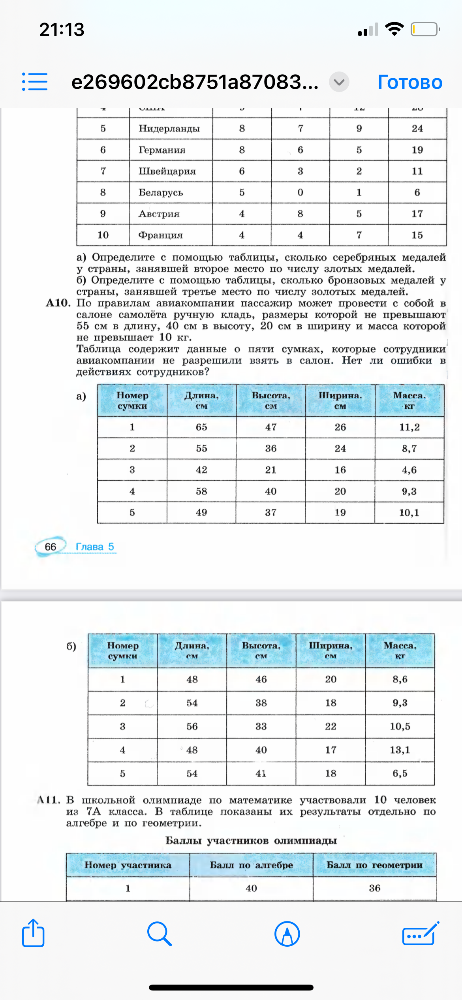 21:13
e269602cb8751a87083...
Готово
5 Нидерланды 8 7 9 24
6 Германия 8 6 5 19
7 Швейцария 6 3 2 11
8 Беларусь 5 0 1 6
9 Австрия 4 8 5 17
10 Франция 4 4 7 15
а) Определите с помощью таблицы, сколько серебряных медалей
у страны, занявшей второе место по числу злотых медалей.
б) Определите с помощью таблицы, сколько бронзовых медалей у
страны, занявшей третье место по числу золотых медалей.
А10. По правилам авиакомпании пассажир может провести с собой в
салоне самолёта ручную кладь, размеры которой не превышают
55 см в длину, 40 см в высоту, 20 см в ширину и масса которой
не превышает 10 кг.
Таблица содержит данные о пяти сумках, которые сотрудники
авиакомпании не разрешили взять в салон. Нет ли ошибки в
действиях сотрудников?
а) Номер Длина, Высота, Ширина. Масса.
сумки см см см кг
1 65 47 26 11,2
2 55 36 24 8,7
3 42 21 16 4,6
4 58 40 20 9,3
5 49 37 19 10,1
66 Глава 5
б) Номер Длина, Высота, Ширина, Масса,
сумки см см см кг
1 48 46 20 8,6
2 54 38 18 9,3
3 56 33 22 10,5
4 48 40 17 13,1
5 54 41 18 6,5
А11. В школьной олимпиаде по математике участвовали 10 человек
из 7А класса. В таблице показаны их результаты отдельно по
алгебре и по геометрии.
Баллы участников олимпиады
Номер участника Балл по алгебре Балл по геометрии
1 40 36